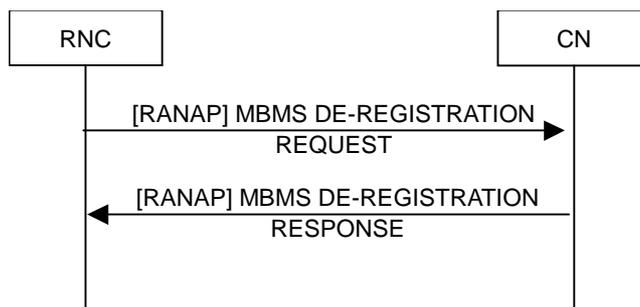 RNC
CN
[RANAP] MBMS DE-REGISTRATION
REQUEST
[RANAP] MBMS DE-REGISTRATION
RESPONSE